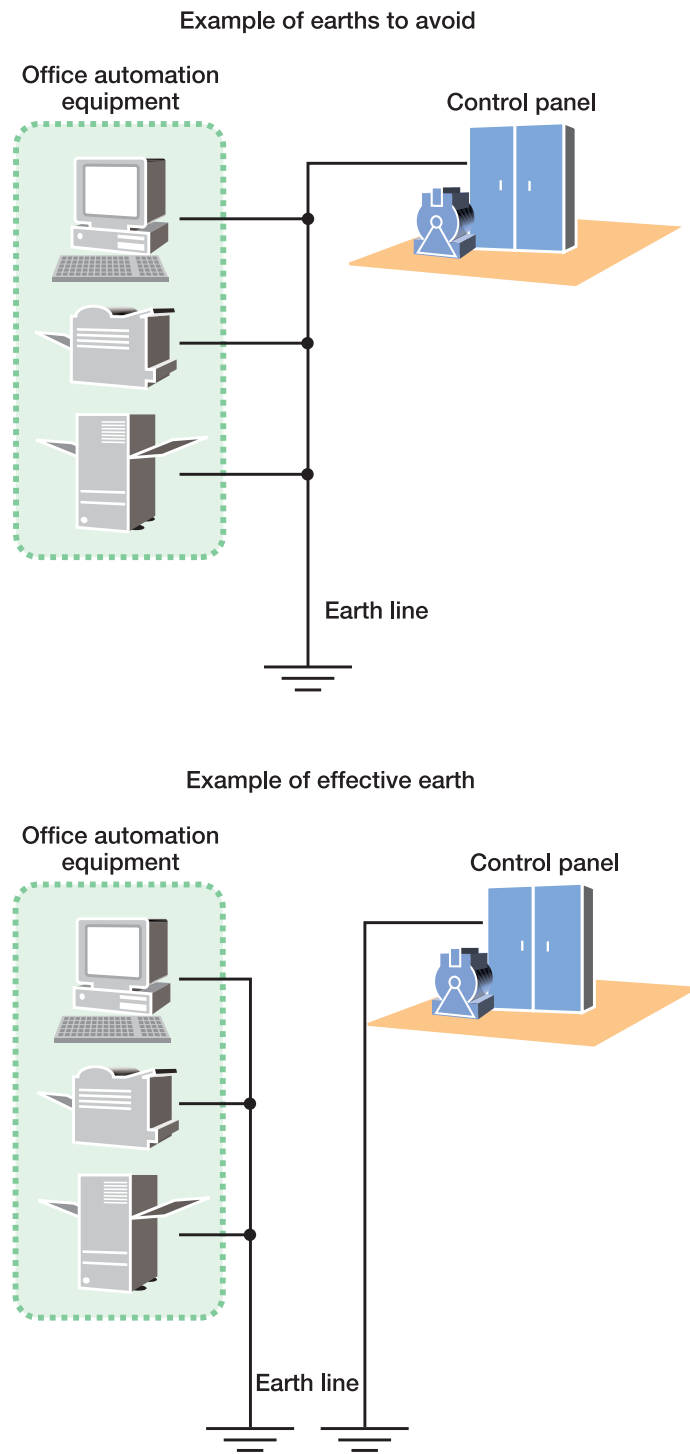 Example of earths to avoid
Office automation
equipment
Control panel
Earth line
Example of effective earth
Office automation
equipment
Control panel
Earth line